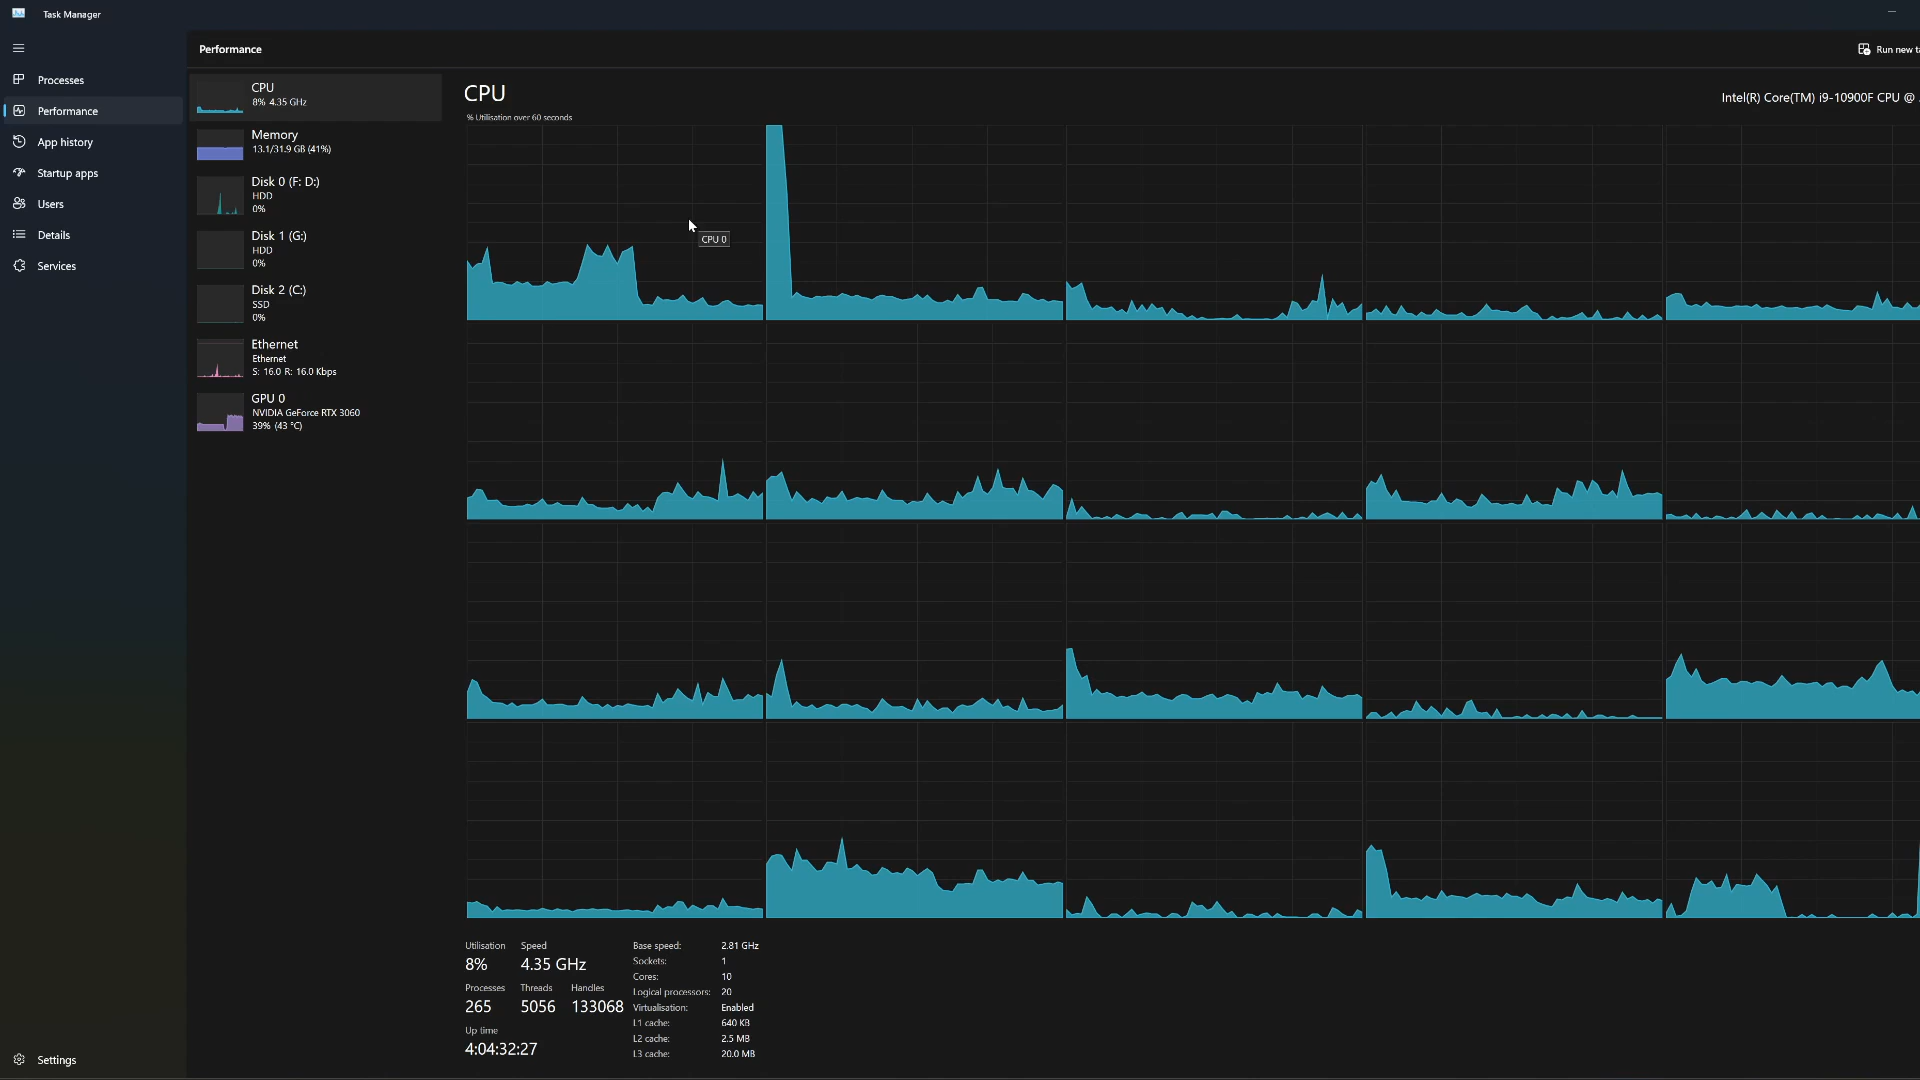 Task Manager
Performance
Run new
Processes
Performance
App history
Startup apps
Users
Details
Services
Settings
CPU
8% 4.35 GHz
Memory
13.1/31.9 GB (41%)
Disk 0 (F: D:)
HDD
0%
Disk 1 (G:)
HDD
0%
Disk 2 (C:)
SSD
0%
Ethernet
Ethernet
S: 16.0 R: 16.0 Kbps
GPU 0
NVIDIA GeForce RTX 3060
39% (43 °C)
CPU
Intel(R) Core(TM) i9-10900F CPU @
% Utilisation over 60 seconds
CPU 0
Utilisation Speed
8% 4.35 GHz
Processes Threads Handles
265 5056 133068
Up time
4:04:32:27
Base speed: 2.81 GHz
Sockets: 1
Cores: 10
Logical processors: 20
Virtualisation: Enabled
L1 cache: 640 KB
L2 cache: 2.5 MB
L3 cache: 20.0 MB